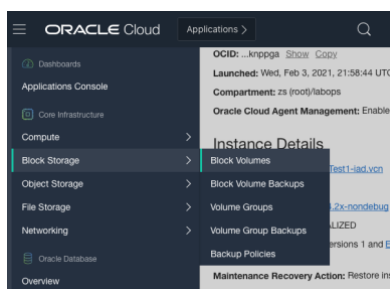 ORACLE Cloud
Applications >
Dashboards
Applications Console
Core Infrastructure
Compute >
Block Storage >
Object Storage >
File Storage >
Networking >
Oracle Database
Overview
Block Volumes
Block Volume Backups
Volume Groups
Volume Group Backups
Backup Policies
OCID: ...knppga Show Copy
Launched: Wed, Feb 3, 2021, 21:58:44 UTC
Compartment: zs (root)/labops
Oracle Cloud Agent Management: Enable
Instance Details
Test1-iad.vcn
4.2x-nondebug
ALIZED
ersions 1 and
Maintenance Recovery Action: Restore ins